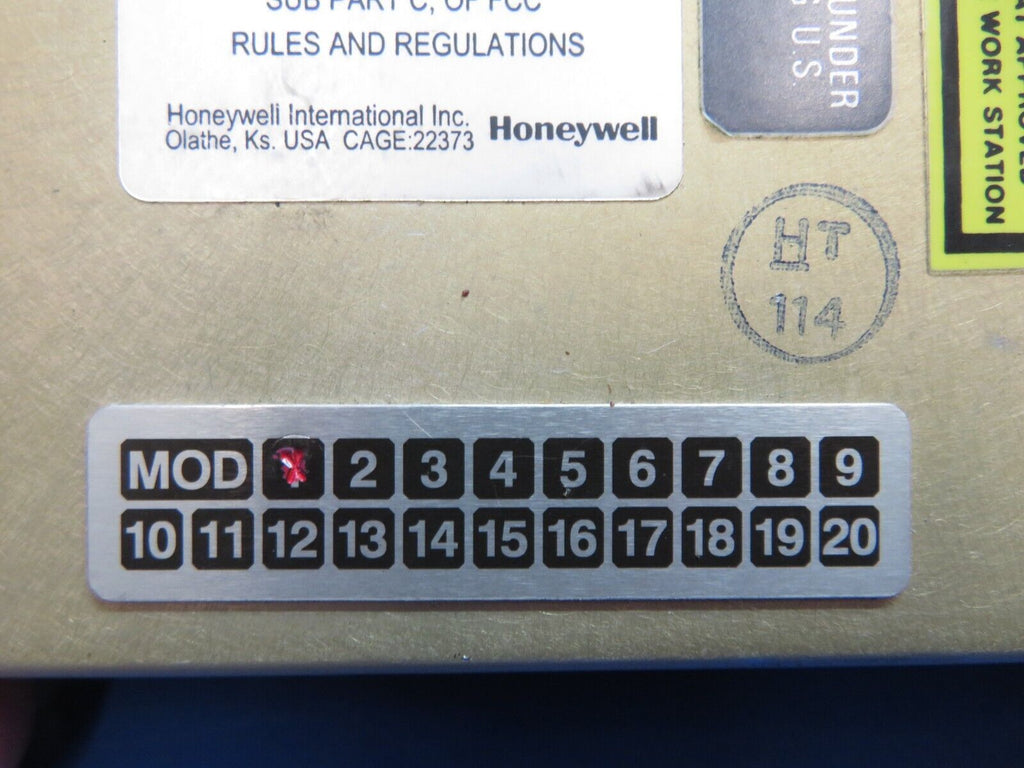 SUB PART C, OF FCC
RULES AND REGULATIONS
Honeywell International Inc.
Olathe, Ks. USA CAGE:22373
Honeywell
UNDER
U.S
WORK STATION
HT
114
MOD 2 3 4 5 6 7 8 9
10 11 12 13 14 15 16 17 18 19 20